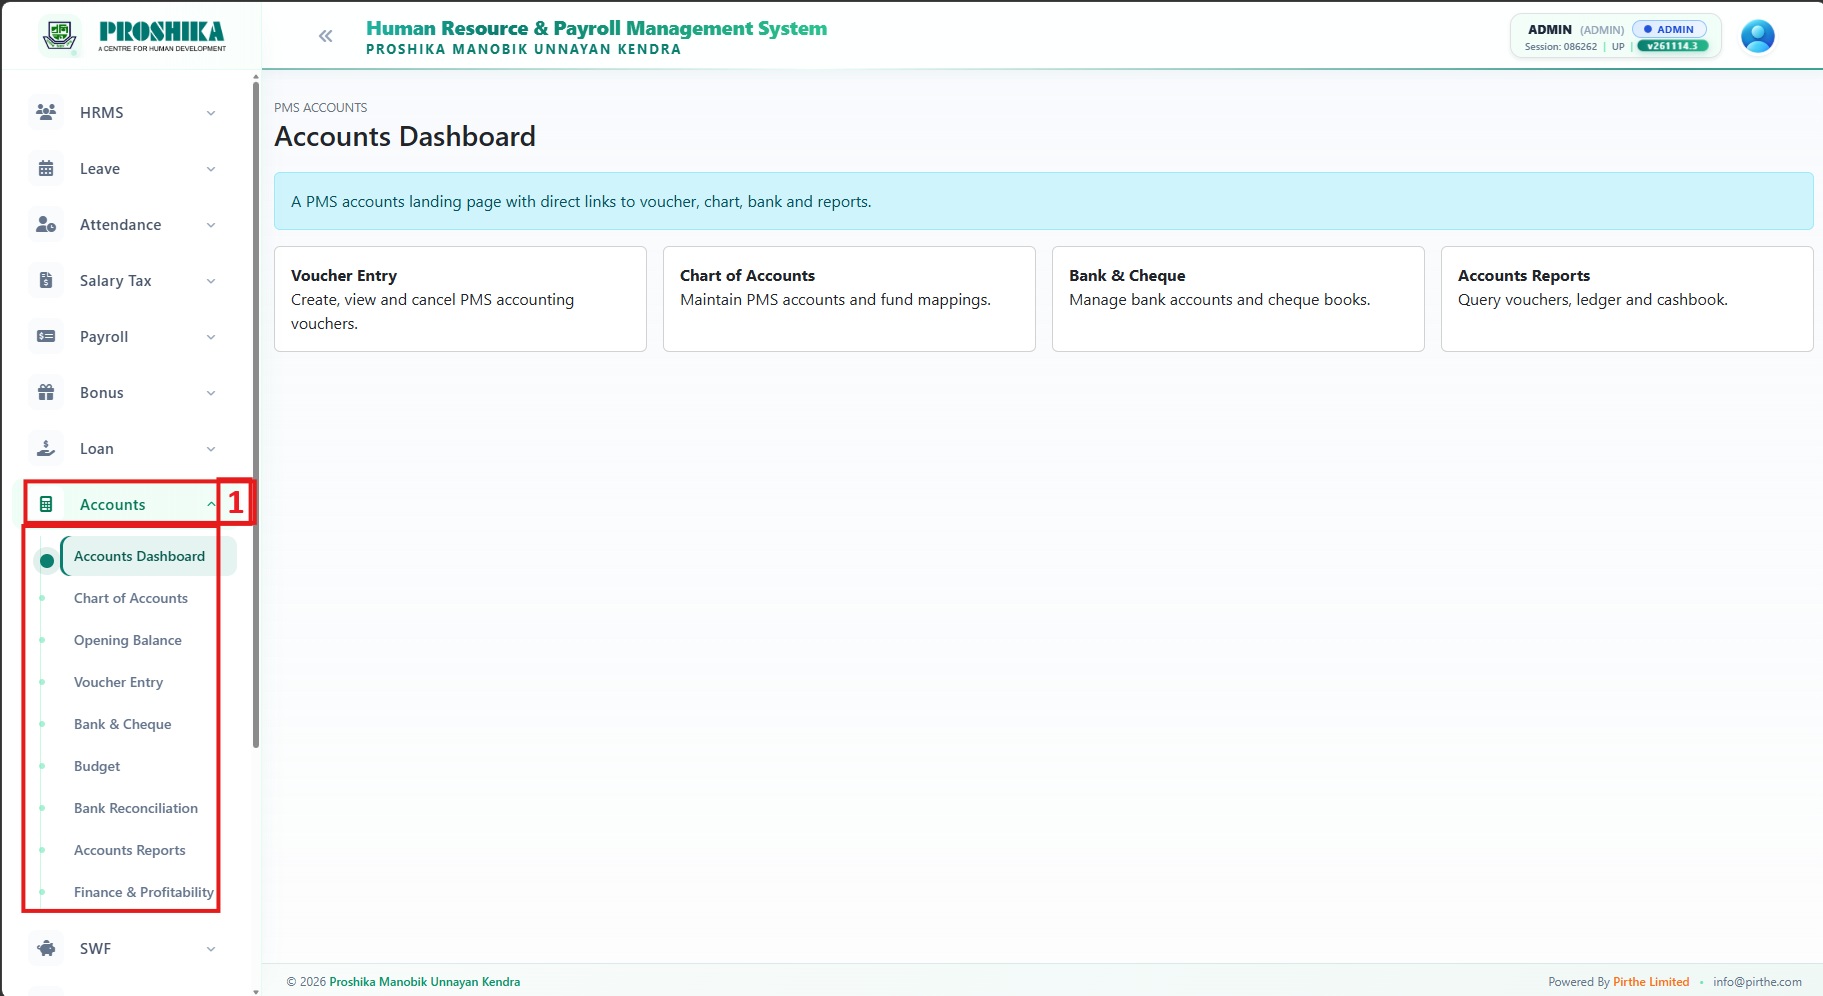 PROSHIKA
A CENTRE FOR HUMAN DEVELOPMENT
Human Resource & Payroll Management System
PROSHIKA MANOBIK UNNAYAN KENDRA
ADMIN (ADMIN) ADMIN
Session: 086262 | UP | v261114.3
HRMS
Leave
Attendance
Salary Tax
Payroll
Bonus
Loan
Accounts
1
Accounts Dashboard
Chart of Accounts
Opening Balance
Voucher Entry
Bank & Cheque
Budget
Bank Reconciliation
Accounts Reports
Finance & Profitability
SWF
PMS ACCOUNTS
Accounts Dashboard
A PMS accounts landing page with direct links to voucher, chart, bank and reports.
Voucher Entry
Create, view and cancel PMS accounting
vouchers.
Chart of Accounts
Maintain PMS accounts and fund mappings.
Bank & Cheque
Manage bank accounts and cheque books.
Accounts Reports
Query vouchers, ledger and cashbook.
© 2026 Proshika Manobik Unnayan Kendra
Powered By Pirthe Limited • info@pirthe.com